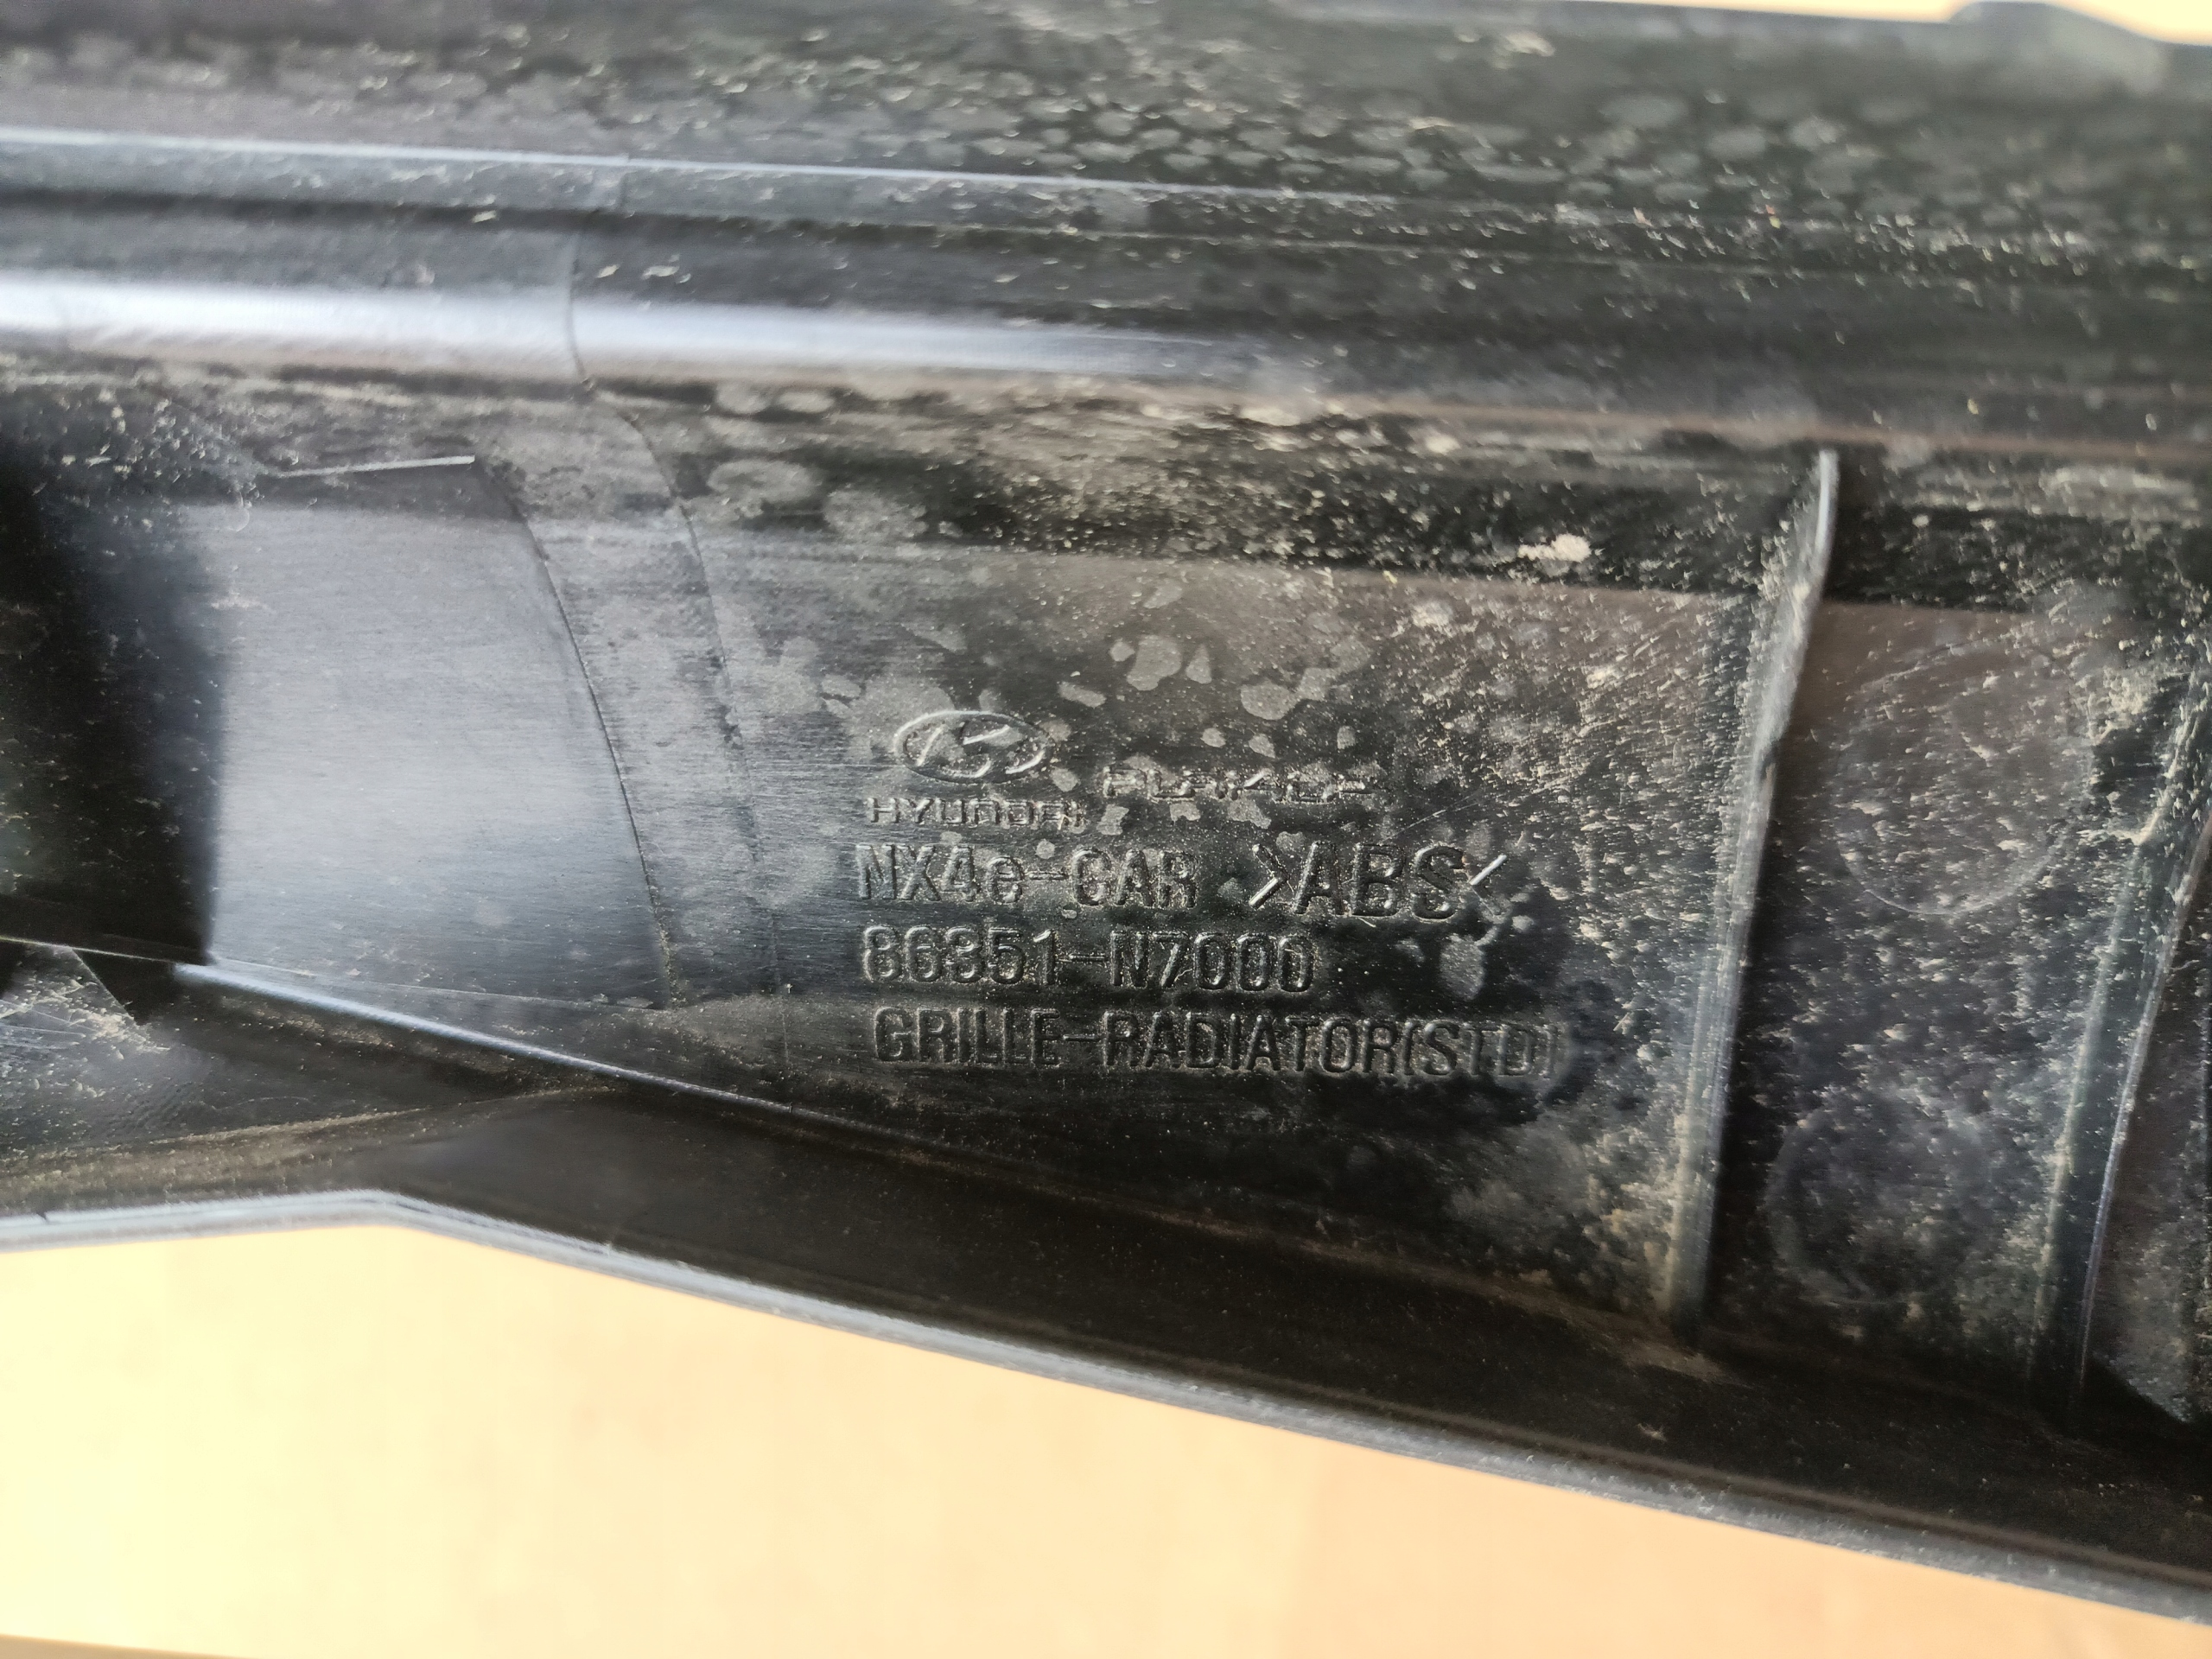 HYUNDAI
NX4e-CAR >ABS<
86351-N7000
GRILLE-RADIATOR(STD)